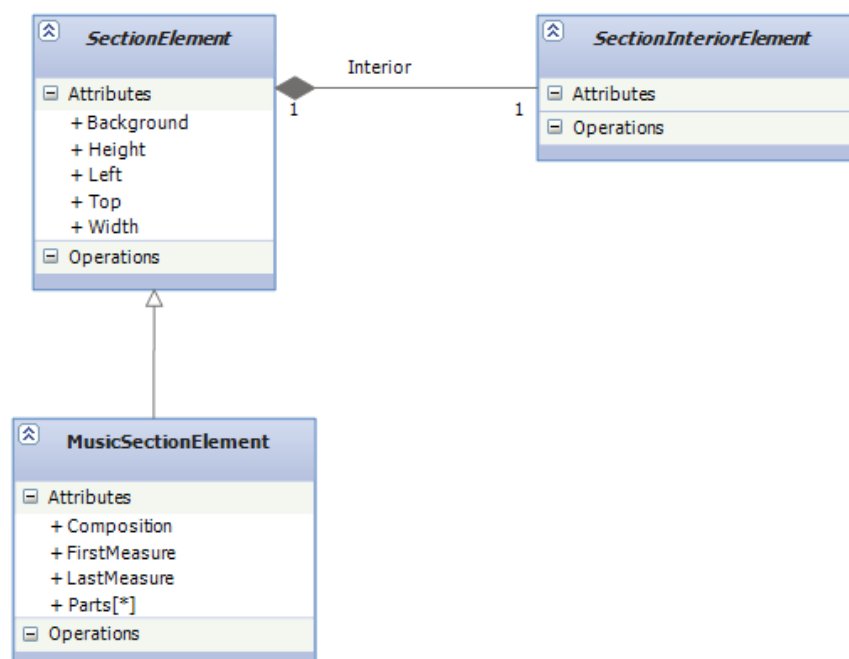 SectionElement
Attributes
+ Background
+ Height
+ Left
+ Top
+ Width
Operations
Interior
1
1
SectionInteriorElement
Attributes
Operations
MusicSectionElement
Attributes
+ Composition
+ FirstMeasure
+ LastMeasure
+ Parts[*]
Operations